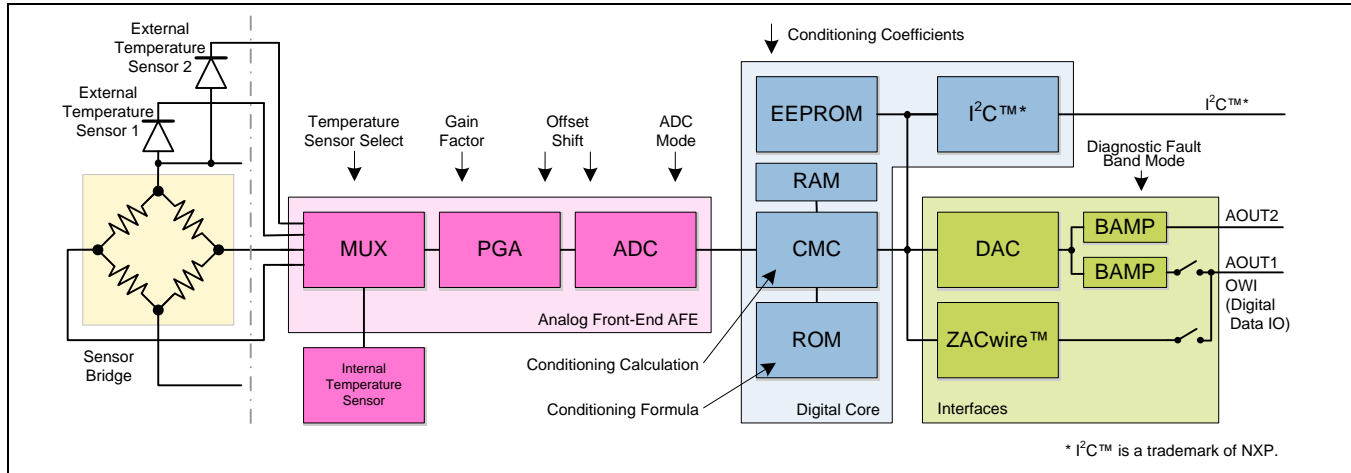 External
Temperature
Sensor 2
External
Temperature
Sensor 1
Sensor
Bridge
Temperature
Sensor Select
Gain
Factor
Offset
Shift
ADC
Mode
MUX
PGA
ADC
Analog Front-End AFE
Internal
Temperature
Sensor
Conditioning Coefficients
EEPROM
I²C™*
RAM
CMC
ROM
Conditioning Calculation
Conditioning Formula
Digital Core
I²C™*
Diagnostic Fault
Band Mode
DAC
BAMP
BAMP
ZACwire™
Interfaces
AOUT2
AOUT1
OWI
(Digital
Data IO)
* I²C™ is a trademark of NXP.